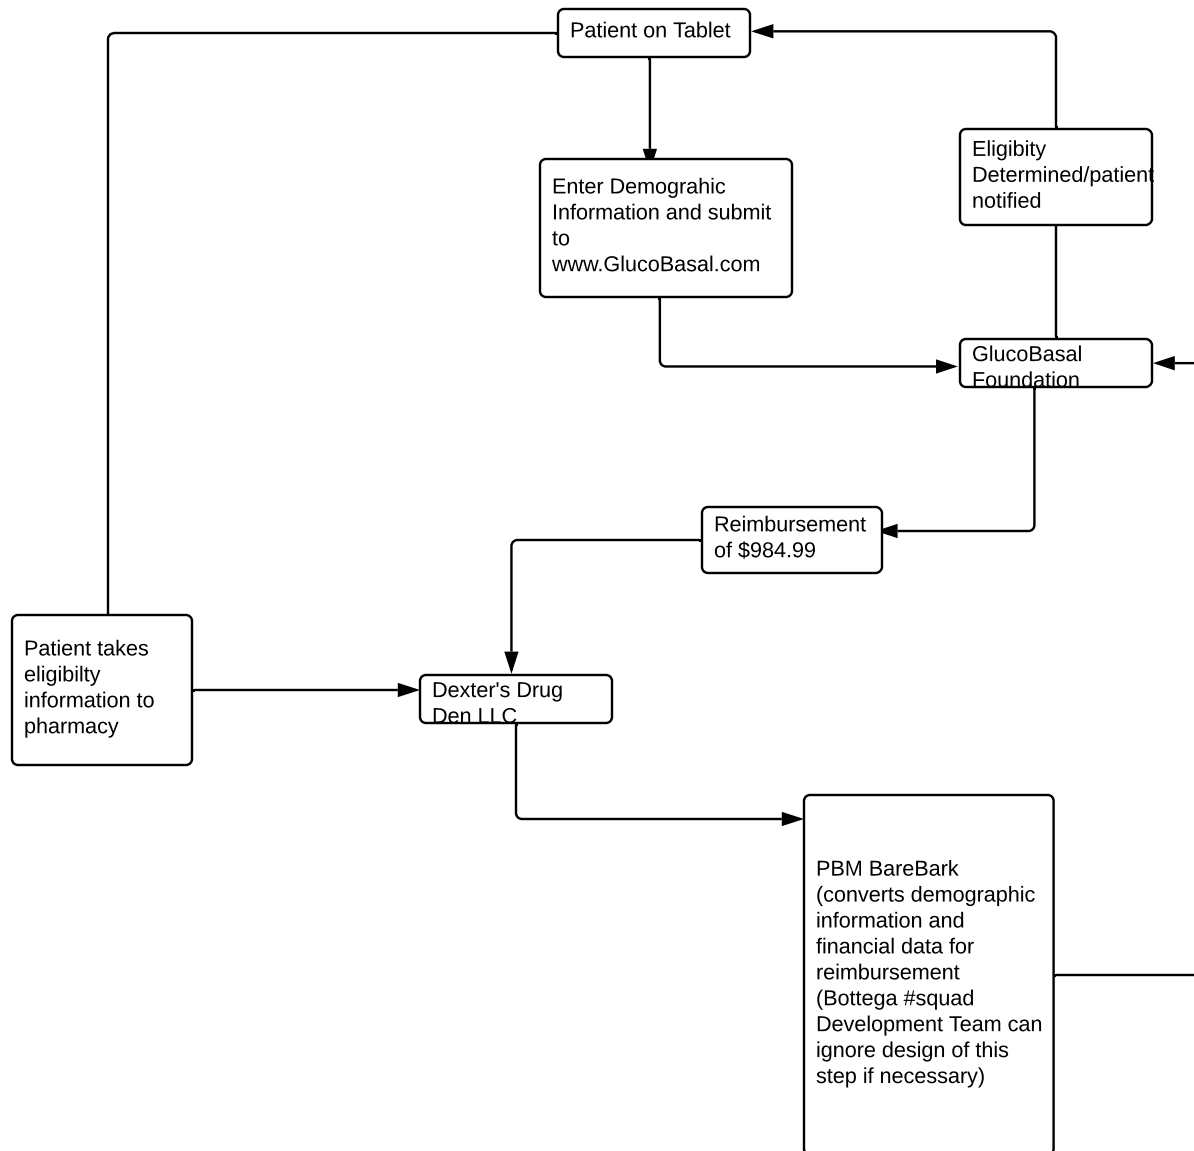 Patient on Tablet
Eligibity
Determined/patient
notified
Enter Demograhic
Information and submit
to
www.GlucoBasal.com
GlucoBasal
Foundation
Reimbursement
of $984.99
Patient takes
eligibilty
information to
pharmacy
Dexter's Drug
Den LLC
PBM BareBark
(converts demographic
information and
financial data for
reimbursement
(Bottega #squad
Development Team can
ignore design of this
step if necessary)